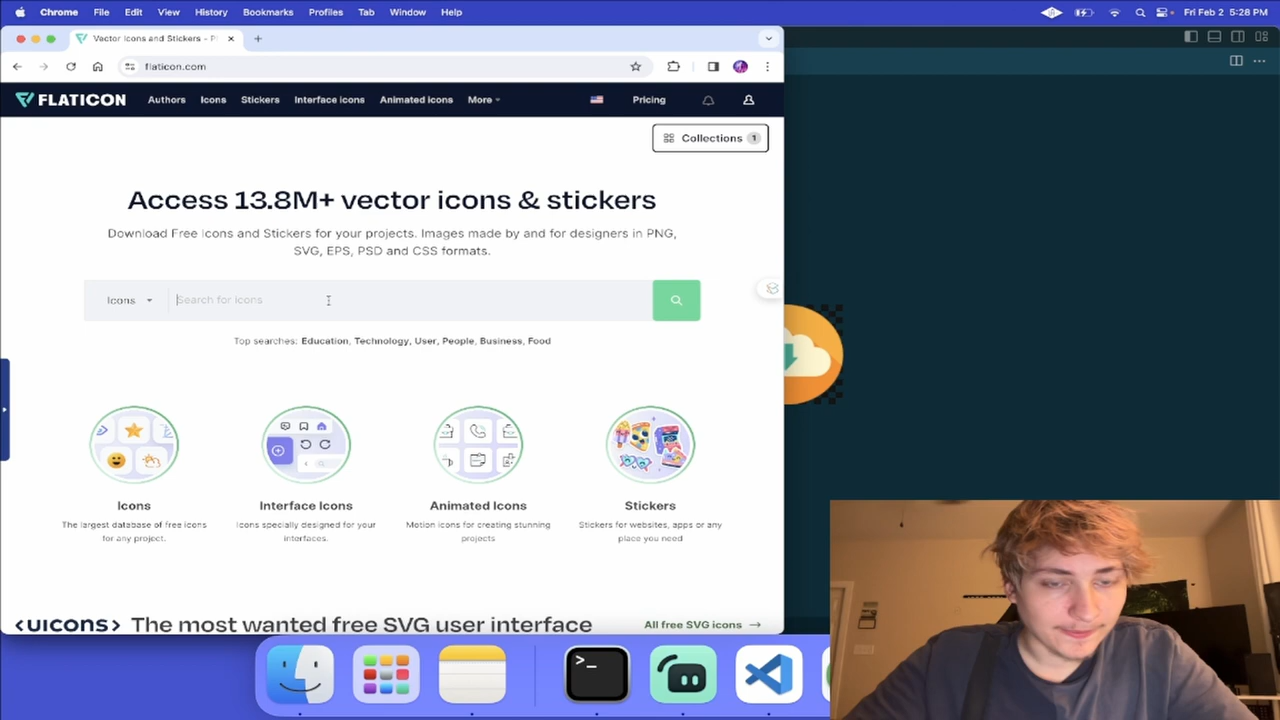 Chrome File Edit View History Bookmarks Profiles Tab Window Help Fri Feb 2 5:28 PM
Vector Icons and Stickers - P
flaticon.com
FLATICON Authors Icons Stickers Interface icons Animated icons More Pricing
Collections 1
Access 13.8M+ vector icons & stickers
Download Free Icons and Stickers for your projects. Images made by and for designers in PNG,
SVG, EPS, PSD and CSS formats.
Icons Search for icons
Top searches: Education, Technology, User, People, Business, Food
Icons Interface Icons Animated Icons Stickers
The largest database of free icons Icons specially designed for your Motion icons for creating stunning Stickers for websites, apps or any
for any project. interfaces. projects place you need
<UICONS> The most wanted free SVG user interface All free SVG icons →
>_